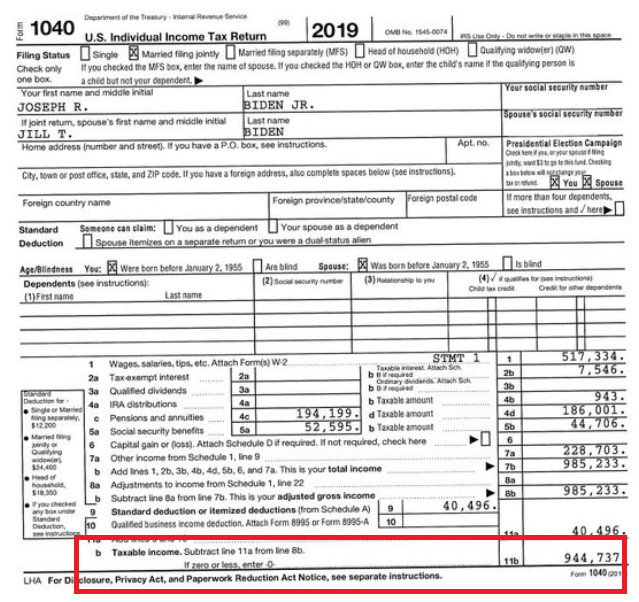 Form 1040 Department of the Treasury - Internal Revenue Service (99)
U.S. Individual Income Tax Return 2019 OMB No. 1545-0074 IRS Use Only - Do not write or staple in this space.
Filing Status Single X Married filing jointly Married filing separately (MFS) Head of household (HOH) Qualifying widow(er) (QW)
Check only If you checked the MFS box, enter the name of spouse. If you checked the HOH or QW box, enter the child's name if the qualifying person is
one box. a child but not your dependent. ▶
Your first name and middle initial Last name Your social security number
JOSEPH R. BIDEN JR.
If joint return, spouse's first name and middle initial Last name Spouse's social security number
JILL T. BIDEN
Home address (number and street). If you have a P.O. box, see instructions. Apt. no. Presidential Election Campaign
Check here if you, or your spouse if filing
jointly, want $3 to go to this fund. Checking
City, town or post office, state, and ZIP code. If you have a foreign address, also complete spaces below (see instructions). a box below will not change your
tax or refund. X You X Spouse
Foreign country name Foreign province/state/county Foreign postal code If more than four dependents,
see instructions and √ here ▶
Standard Someone can claim: You as a dependent Your spouse as a dependent
Deduction Spouse itemizes on a separate return or you were a dual-status alien
Age/Blindness You: X Were born before January 2, 1955 Are blind Spouse: X Was born before January 2, 1955 Is blind
Dependents (see instructions): (2) Social security number (3) Relationship to you (4) √ if qualifies for (see instructions):
(1) First name Last name Child tax credit Credit for other dependents
1 Wages, salaries, tips, etc. Attach Form(s) W-2 STMT 1 1 517,334.
2a Tax-exempt interest 2a b Taxable interest. Attach Sch. B if required 2b 7,546.
3a Qualified dividends 3a b Ordinary dividends. Attach Sch. B if required 3b
4a IRA distributions 4a b Taxable amount 4b 943.
c Pensions and annuities 4c 194,199. d Taxable amount 4d 186,001.
5a Social security benefits 5a 52,595. b Taxable amount 5b 44,706.
6 Capital gain or (loss). Attach Schedule D if required. If not required, check here ▶ 6
7a Other income from Schedule 1, line 9 7a 228,703.
b Add lines 1, 2b, 3b, 4b, 4d, 5b, 6, and 7a. This is your total income ▶ 7b 985,233.
8a Adjustments to income from Schedule 1, line 22 8a
b Subtract line 8a from line 7b. This is your adjusted gross income ▶ 8b 985,233.
9 Standard deduction or itemized deductions (from Schedule A) 9 40,496.
10 Qualified business income deduction. Attach Form 8995 or Form 8995-A 10
11a Add lines 9 and 10 11a 40,496.
b Taxable income. Subtract line 11a from line 8b.
If zero or less, enter -0- 11b 944,737
Standard
Deduction for -
● Single or Married
filing separately,
$12,200
● Married filing
jointly or
Qualifying
widow(er),
$24,400
● Head of
household,
$18,350
● If you checked
any box under
Standard
Deduction,
see instructions.
LHA For Disclosure, Privacy Act, and Paperwork Reduction Act Notice, see separate instructions. Form 1040 (201